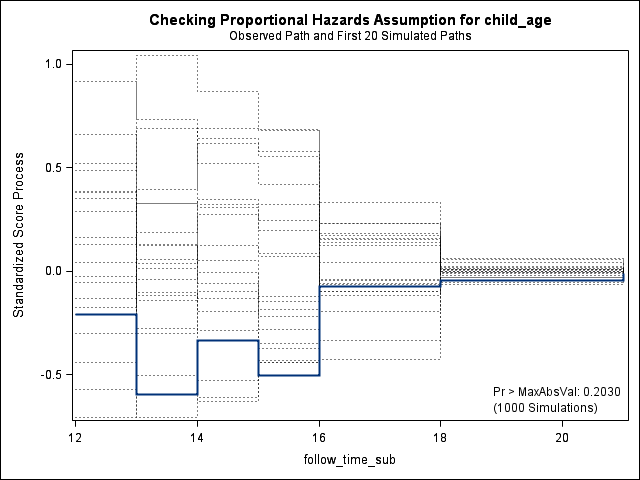 Checking Proportional Hazards Assumption for child_age
Observed Path and First 20 Simulated Paths
Standardized Score Process
1.0
0.5
0.0
-0.5
Pr > MaxAbsVal: 0.2030
(1000 Simulations)
12 14 16 18 20
follow_time_sub